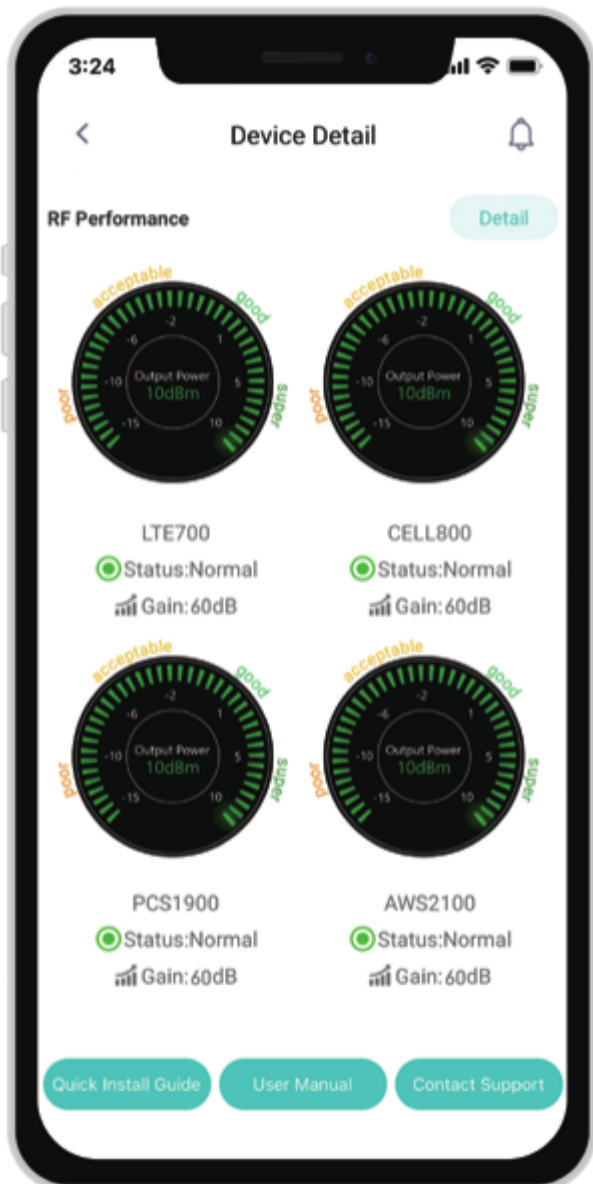 3:24
Device Detail
RF Performance
Detail
acceptable
good
poor
super
-15
-10
-6
-2
1
5
10
Output Power
10dBm
LTE700
Status:Normal
Gain:60dB
acceptable
good
poor
super
-15
-10
-6
-2
1
5
10
Output Power
10dBm
CELL800
Status:Normal
Gain:60dB
acceptable
good
poor
super
-15
-10
-6
-2
1
5
10
Output Power
10dBm
PCS1900
Status:Normal
Gain:60dB
acceptable
good
poor
super
-15
-10
-6
-2
1
5
10
Output Power
10dBm
AWS2100
Status:Normal
Gain:60dB
Quick Install Guide
User Manual
Contact Support